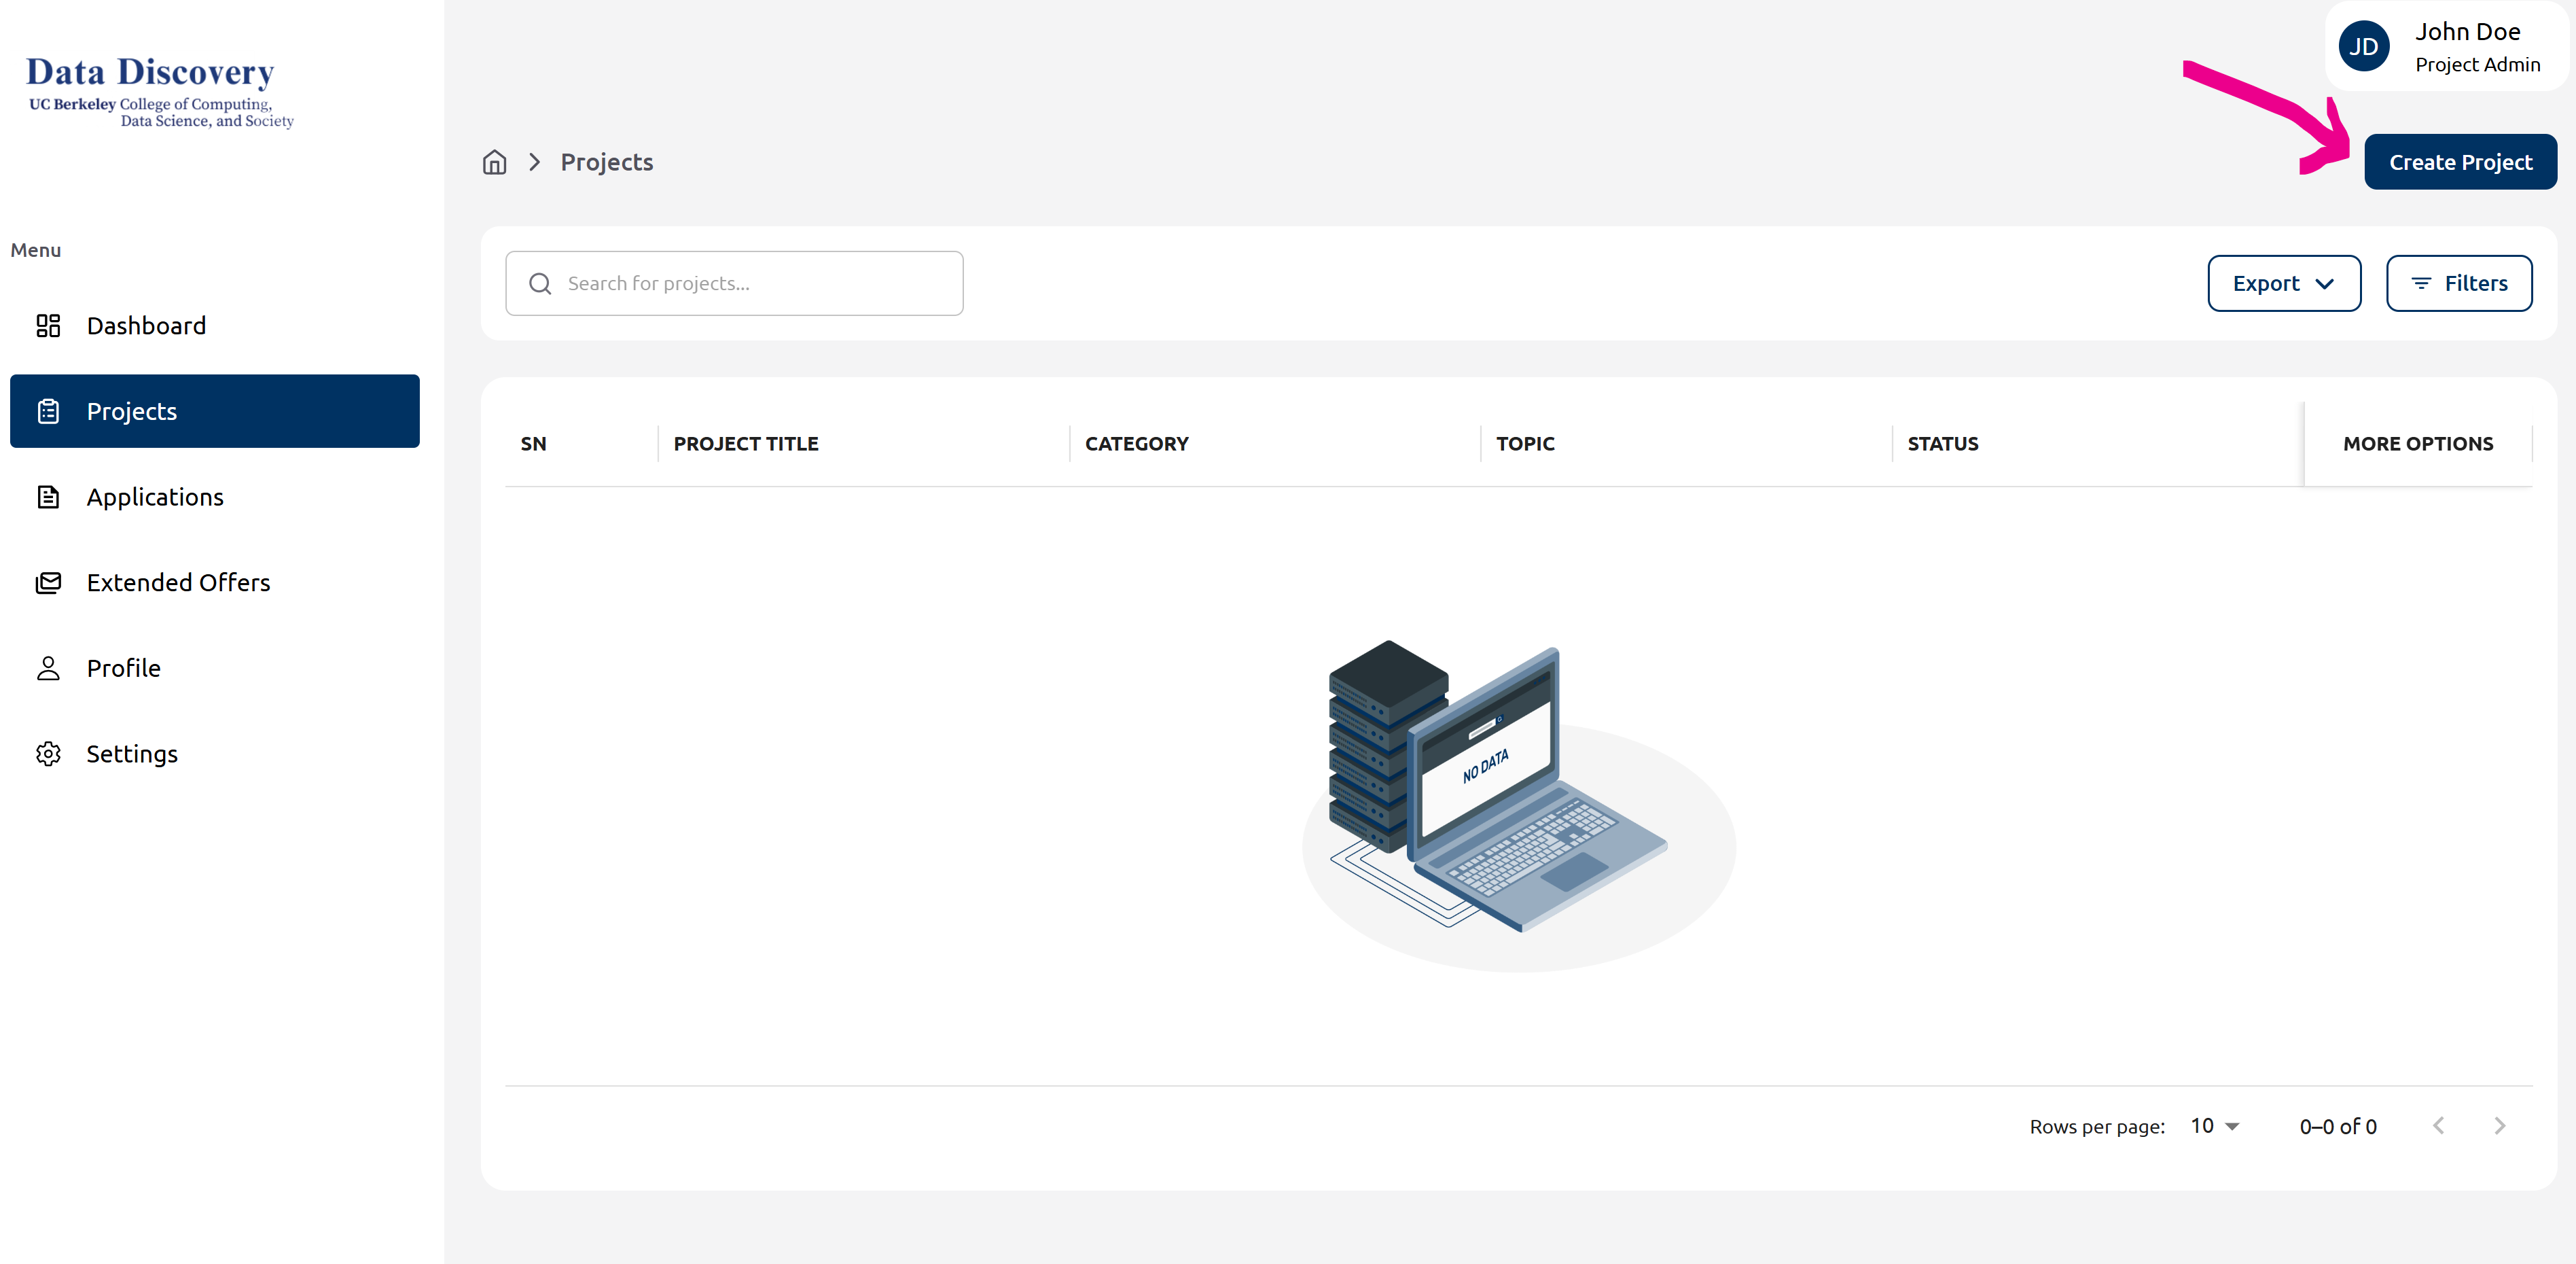 Data Discovery
UC Berkeley College of Computing,
Data Science, and Society
JD
John Doe
Project Admin
Projects
Create Project
Menu
Dashboard
Projects
Applications
Extended Offers
Profile
Settings
Search for projects...
Export
Filters
SN
PROJECT TITLE
CATEGORY
TOPIC
STATUS
MORE OPTIONS
NO DATA
Rows per page: 10 0–0 of 0